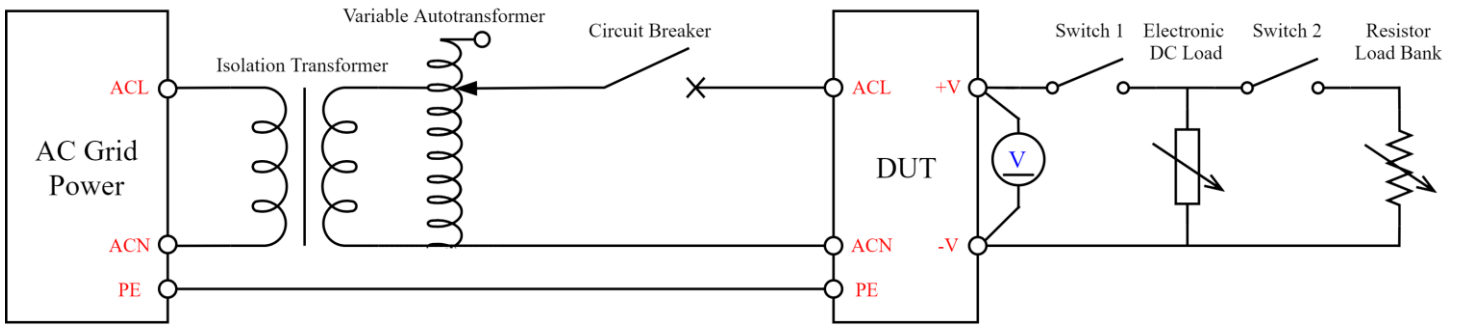 Variable Autotransformer
Circuit Breaker
Switch 1
Electronic
DC Load
Switch 2
Resistor
Load Bank
Isolation Transformer
ACL
ACL
+V
AC Grid
Power
DUT
V
ACN
ACN
-V
PE
PE